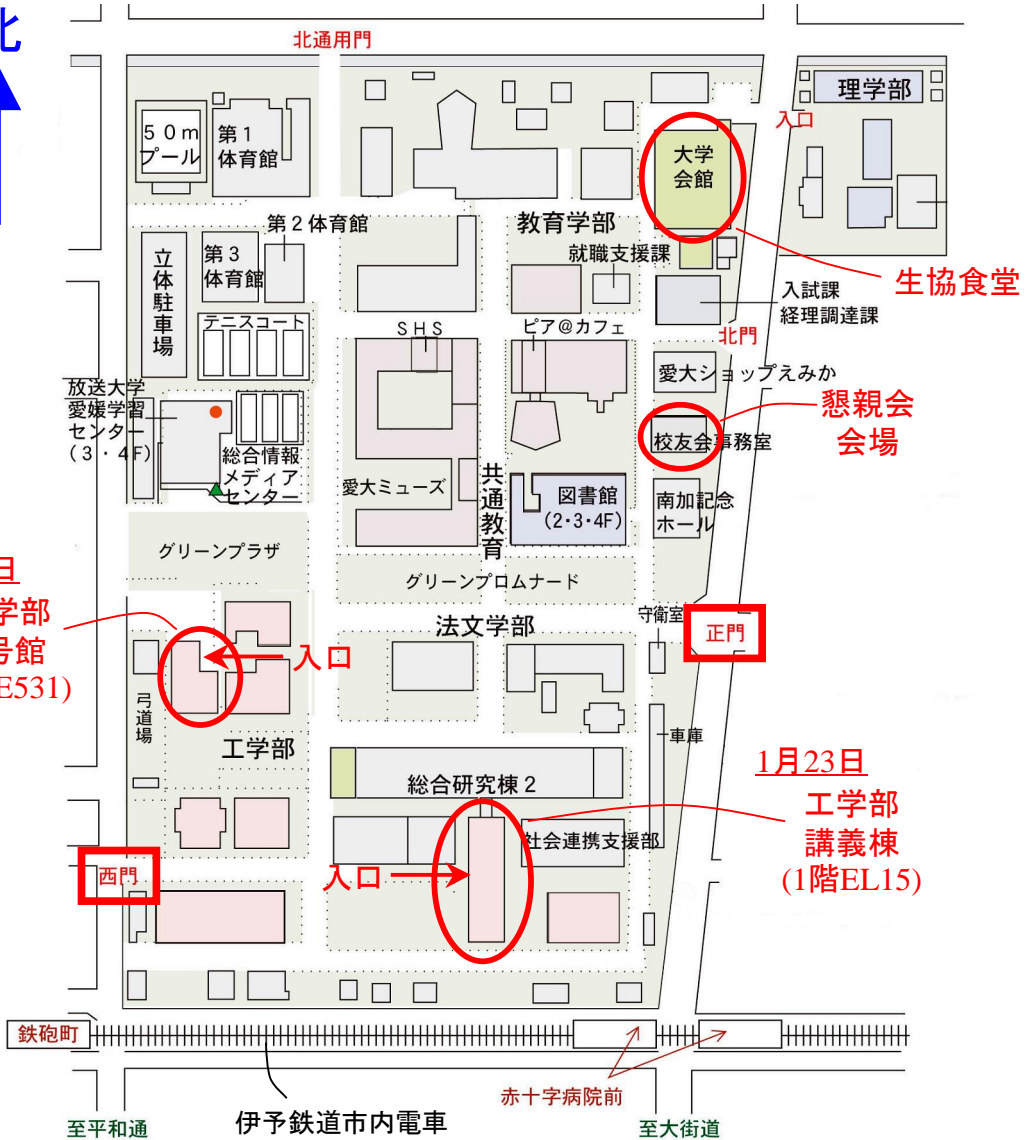 北
北通用門
理学部
入口
50m
プール
第1
体育館
大学
会館
第2体育館
教育学部
就職支援課
生協食堂
立体駐車場
第3
体育館
入試課
経理調達課
テニスコート
SHS
ピア@カフェ
北門
愛大ショップえみか
放送大学
愛媛学習
センター
(3・4F)
懇親会
会場
校友会事務室
総合情報
メディア
センター
愛大ミューズ
共通教育
図書館
(2・3・4F)
南加記念
ホール
グリーンプラザ
グリーンプロムナード
日
学部
号館
E531)
入口
法文学部
守衛室
正門
弓道場
工学部
車庫
総合研究棟2
1月23日
工学部
講義棟
(1階EL15)
社会連携支援部
西門
入口
鉄砲町
赤十字病院前
伊予鉄道市内電車
至平和通
至大街道